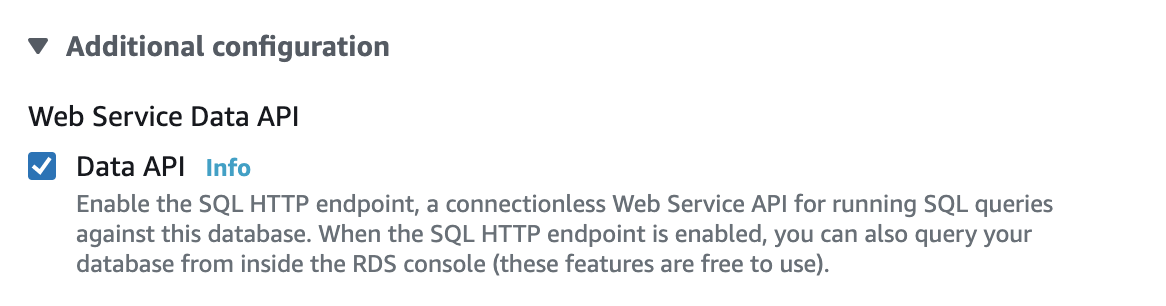 Additional configuration
Web Service Data API
Data API Info
Enable the SQL HTTP endpoint, a connectionless Web Service API for running SQL queries
against this database. When the SQL HTTP endpoint is enabled, you can also query your
database from inside the RDS console (these features are free to use).